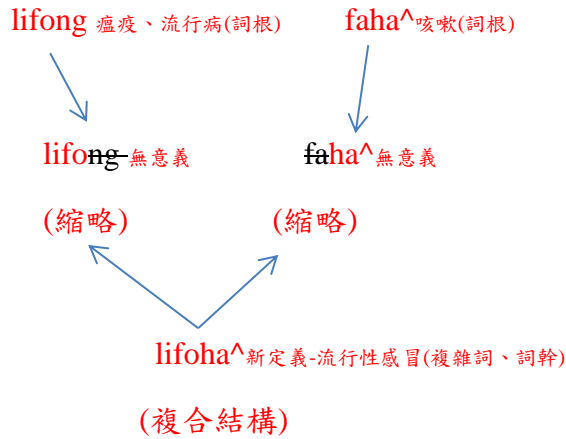 lifong 瘟疫、流行病(詞根) faha^咳嗽(詞根)
lifong 無意義 faha^無意義
(縮略) (縮略)
lifoha^新定義-流行性感冒(複雜詞、詞幹)
(複合結構)